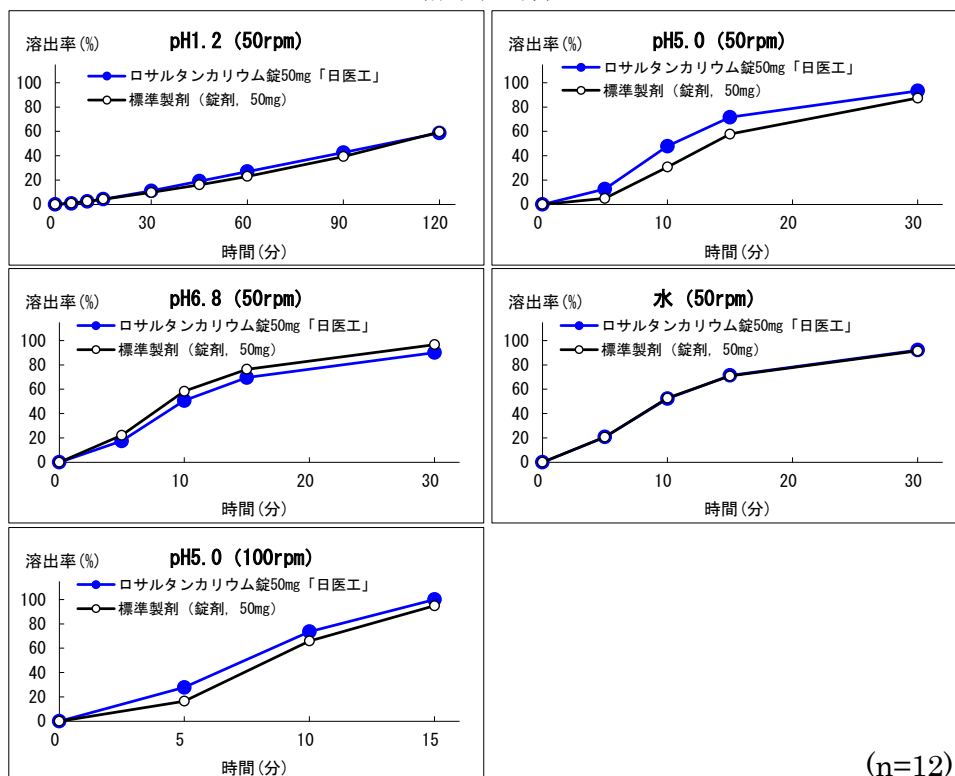 溶出率(%)
pH1.2 (50rpm)
ロサルタンカリウム錠50mg「日医工」
標準製剤（錠剤, 50mg）
100
80
60
40
20
0
0 30 60 90 120
時間(分)
溶出率(%)
pH5.0 (50rpm)
ロサルタンカリウム錠50mg「日医工」
標準製剤（錠剤, 50mg）
100
80
60
40
20
0
0 10 20 30
時間(分)
溶出率(%)
pH6.8 (50rpm)
ロサルタンカリウム錠50mg「日医工」
標準製剤（錠剤, 50mg）
100
80
60
40
20
0
0 10 20 30
時間(分)
溶出率(%)
水 (50rpm)
ロサルタンカリウム錠50mg「日医工」
標準製剤（錠剤, 50mg）
100
80
60
40
20
0
0 10 20 30
時間(分)
溶出率(%)
pH5.0 (100rpm)
ロサルタンカリウム錠50mg「日医工」
標準製剤（錠剤, 50mg）
100
80
60
40
20
0
0 5 10 15
時間(分)
(n=12)